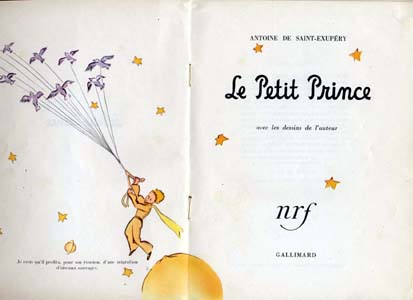 Je crois qu'il profita, pour son évasion, d'une migration
d'oiseaux sauvages.
ANTOINE DE SAINT-EXUPÉRY
Le Petit Prince
avec les dessins de l'auteur
nrf
GALLIMARD